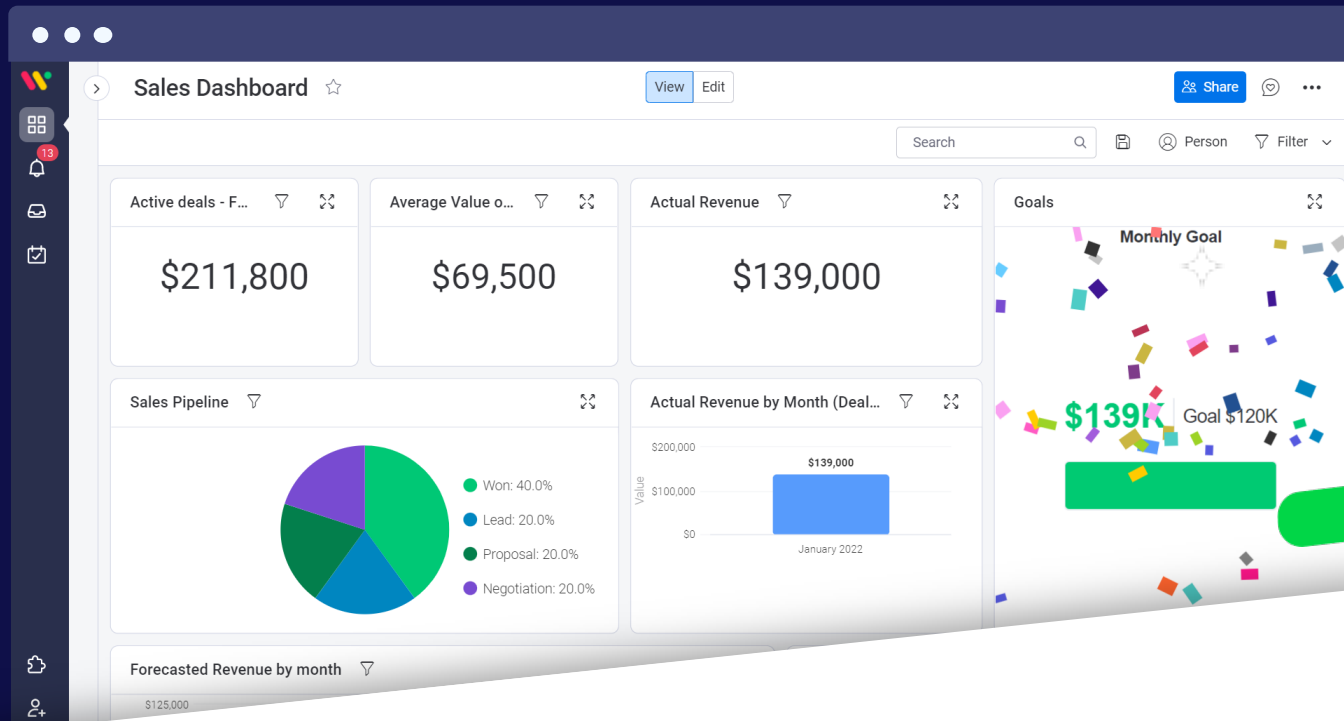 Sales Dashboard
View
Edit
Share
13
Search
Person
Filter
Active deals - F...
$211,800
Average Value o...
$69,500
Actual Revenue
$139,000
Goals
Monthly Goal
$139K
Goal $120K
Sales Pipeline
Won: 40.0%
Lead: 20.0%
Proposal: 20.0%
Negotiation: 20.0%
Actual Revenue by Month (Deal...
Value
$200,000
$139,000
$100,000
$0
January 2022
Forecasted Revenue by month
$125,000